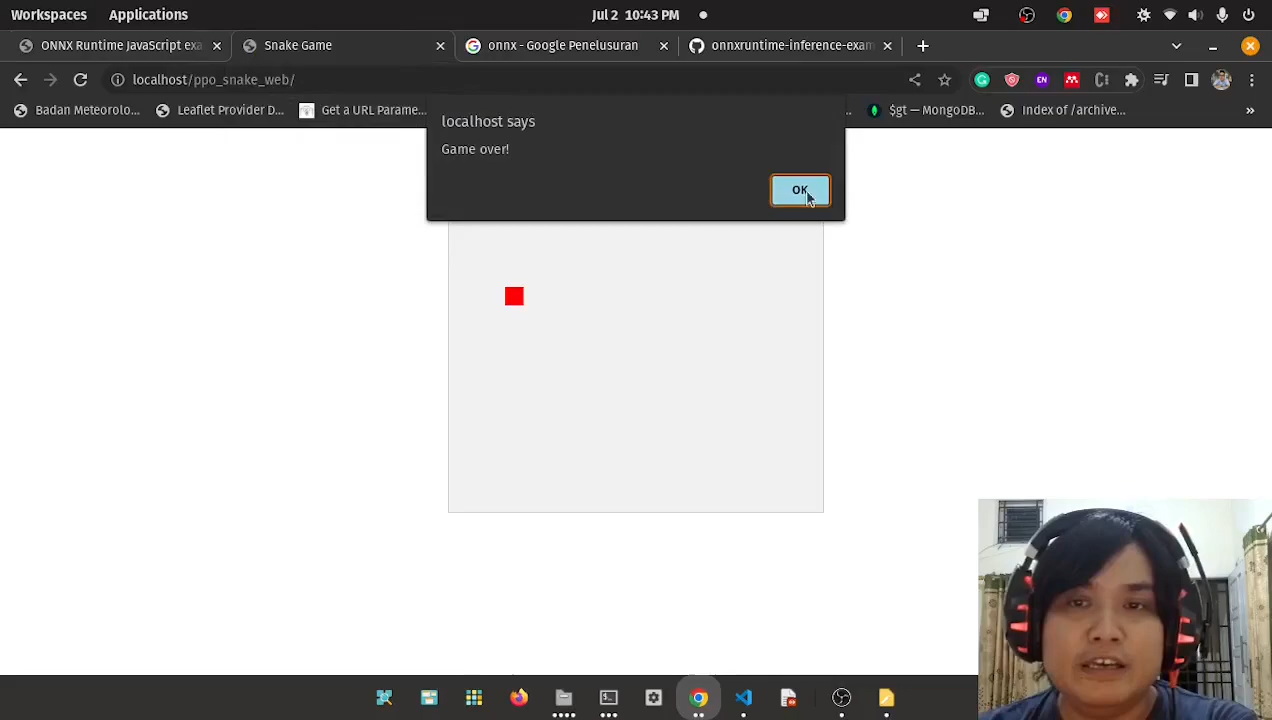 Workspaces Applications Jul 2 10:43 PM
ONNX Runtime JavaScript exa Snake Game onnx - Google Penelusuran onnxruntime-inference-exam
localhost/ppo_snake_web/
Badan Meteorolo... Leaflet Provider D... Get a URL Parame... $gt — MongoDB... Index of /archive... »
localhost says
Game over!
OK